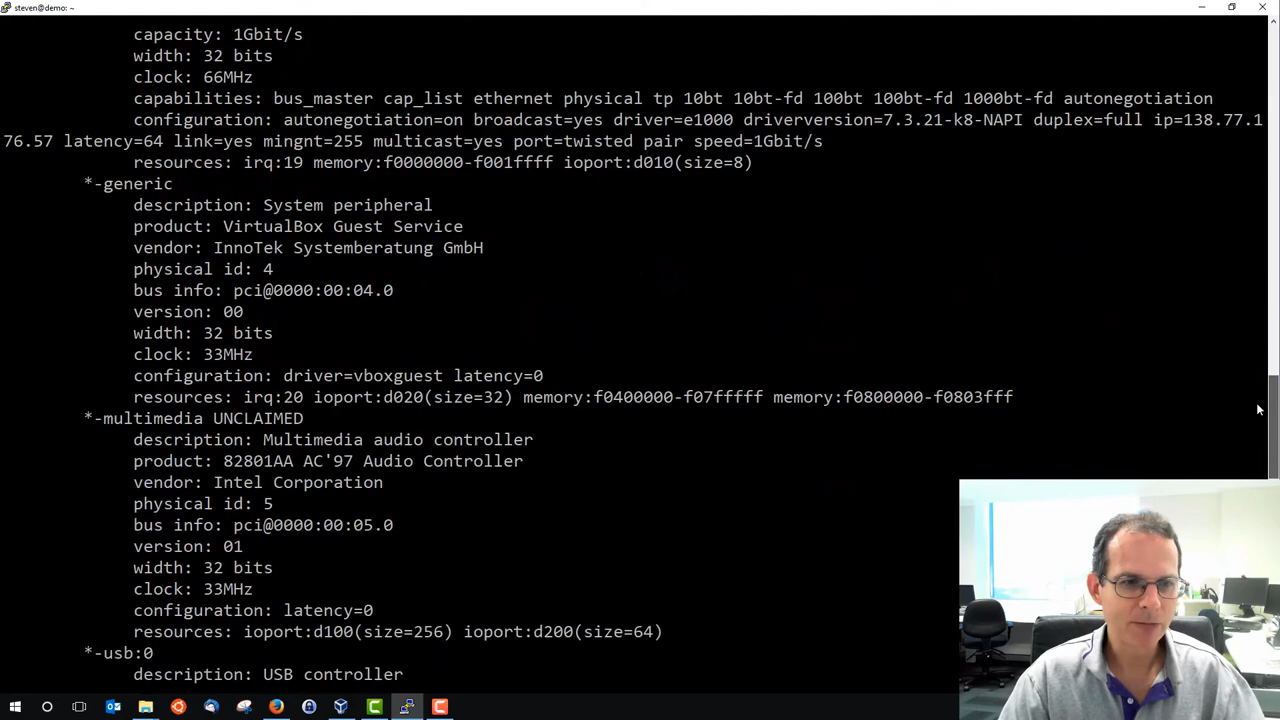 steven@demo: ~
capacity: 1Gbit/s
width: 32 bits
clock: 66MHz
capabilities: bus_master cap_list ethernet physical tp 10bt 10bt-fd 100bt 100bt-fd 1000bt-fd autonegotiation
configuration: autonegotiation=on broadcast=yes driver=e1000 driverversion=7.3.21-k8-NAPI duplex=full ip=138.77.1
76.57 latency=64 link=yes mingnt=255 multicast=yes port=twisted pair speed=1Gbit/s
resources: irq:19 memory:f0000000-f001ffff ioport:d010(size=8)
*-generic
description: System peripheral
product: VirtualBox Guest Service
vendor: InnoTek Systemberatung GmbH
physical id: 4
bus info: pci@0000:00:04.0
version: 00
width: 32 bits
clock: 33MHz
configuration: driver=vboxguest latency=0
resources: irq:20 ioport:d020(size=32) memory:f0400000-f07fffff memory:f0800000-f0803fff
*-multimedia UNCLAIMED
description: Multimedia audio controller
product: 82801AA AC'97 Audio Controller
vendor: Intel Corporation
physical id: 5
bus info: pci@0000:00:05.0
version: 01
width: 32 bits
clock: 33MHz
configuration: latency=0
resources: ioport:d100(size=256) ioport:d200(size=64)
*-usb:0
description: USB controller